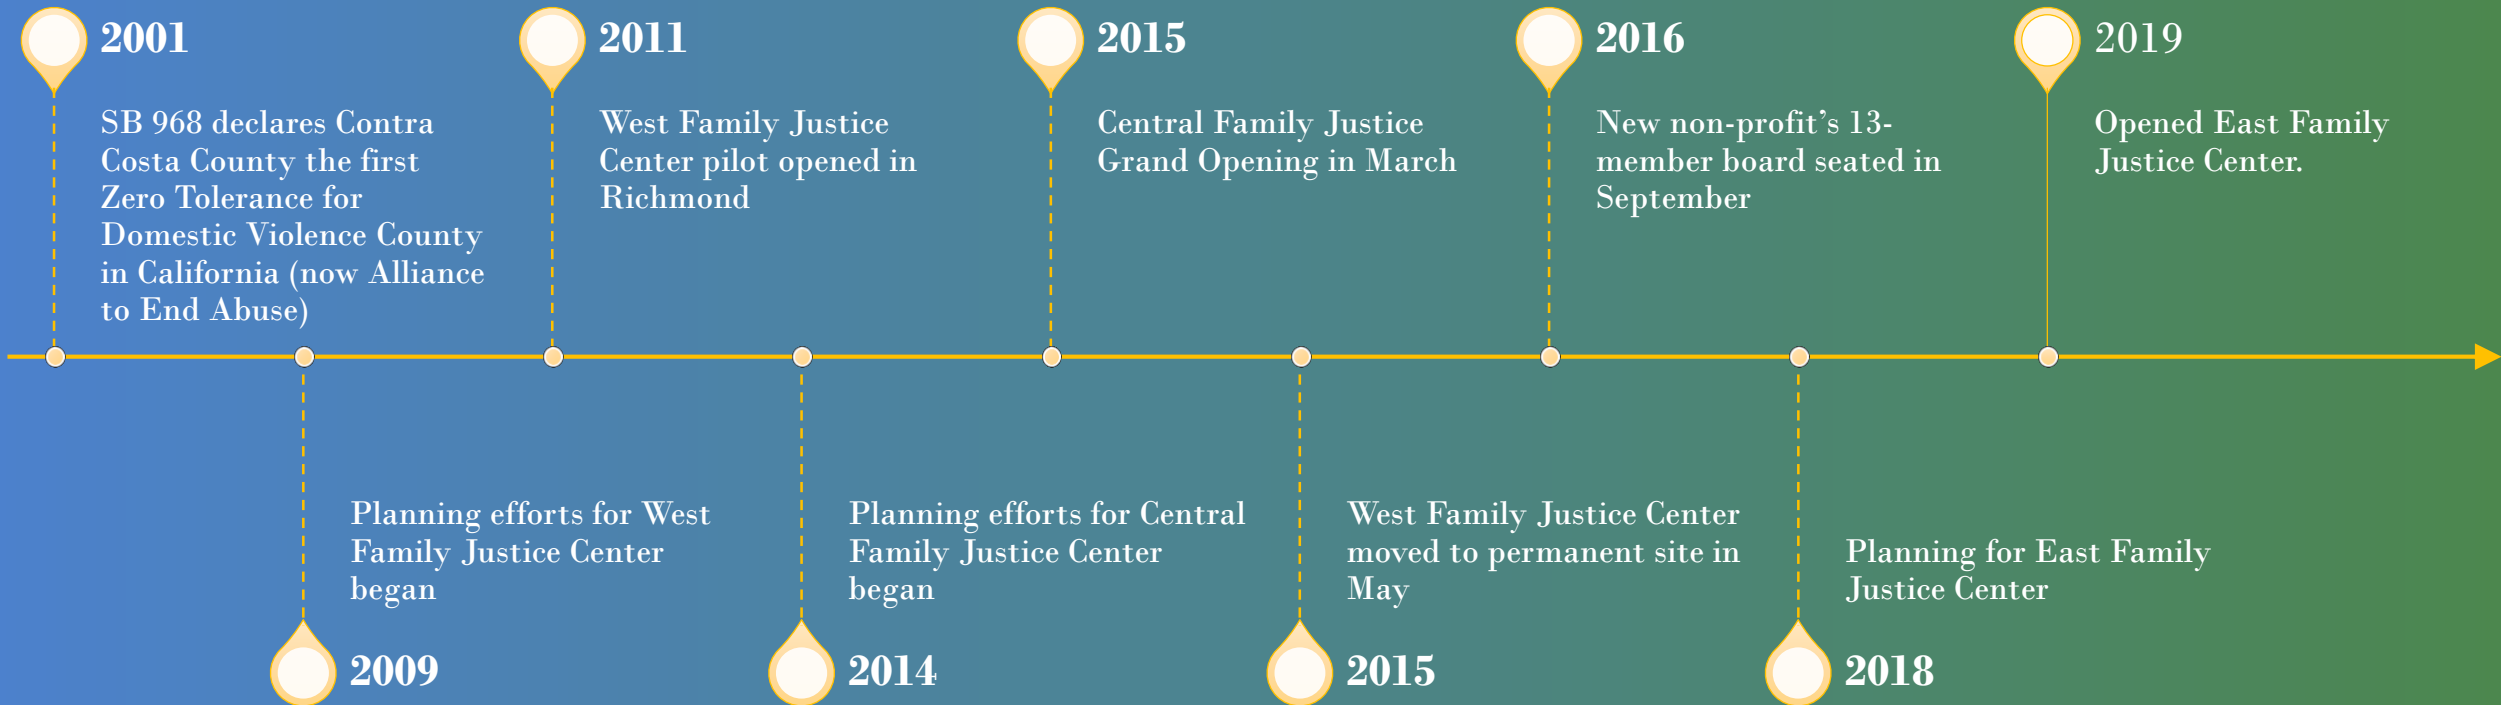 2001
SB 968 declares Contra
Costa County the first
Zero Tolerance for
Domestic Violence County
in California (now Alliance
to End Abuse)
2011
West Family Justice
Center pilot opened in
Richmond
2015
Central Family Justice
Grand Opening in March
2016
New non-profit’s 13-
member board seated in
September
2019
Opened East Family
Justice Center.
Planning efforts for West
Family Justice Center
began
2009
Planning efforts for Central
Family Justice Center
began
2014
West Family Justice Center
moved to permanent site in
May
2015
Planning for East Family
Justice Center
2018